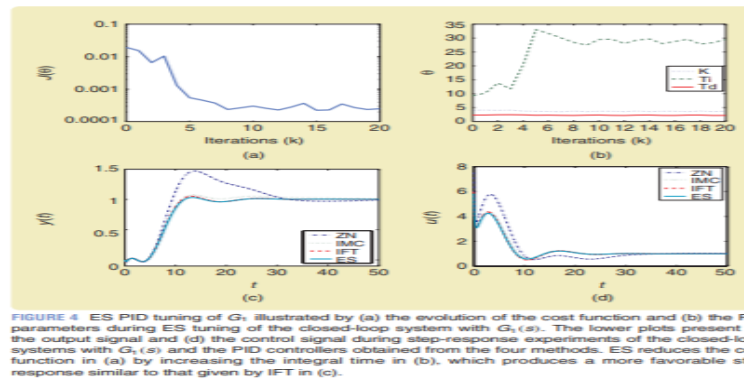 0.1
0.01
0.001
0.0001
J(θ)
0 5 10 15 20
Iterations (k)
(a)
35
30
25
20
15
10
5
0
θ
K
Ti
Td
0 2 4 6 8 10 12 14 16 18 20
Iterations (k)
(b)
1.5
1
0.5
0
y(t)
ZN
IMC
IFT
ES
0 10 20 30 40 50
t
(c)
8
6
4
2
0
u(t)
ZN
IMC
IFT
ES
0 10 20 30 40 50
t
(d)
FIGURE 4 ES PID tuning of G₁ illustrated by (a) the evolution of the cost function and (b) the P
parameters during ES tuning of the closed-loop system with G₁(s). The lower plots present
the output signal and (d) the control signal during step-response experiments of the closed-lo
systems with G₁(s) and the PID controllers obtained from the four methods. ES reduces the c
function in (a) by increasing the integral time in (b), which produces a more favorable st
response similar to that given by IFT in (c).